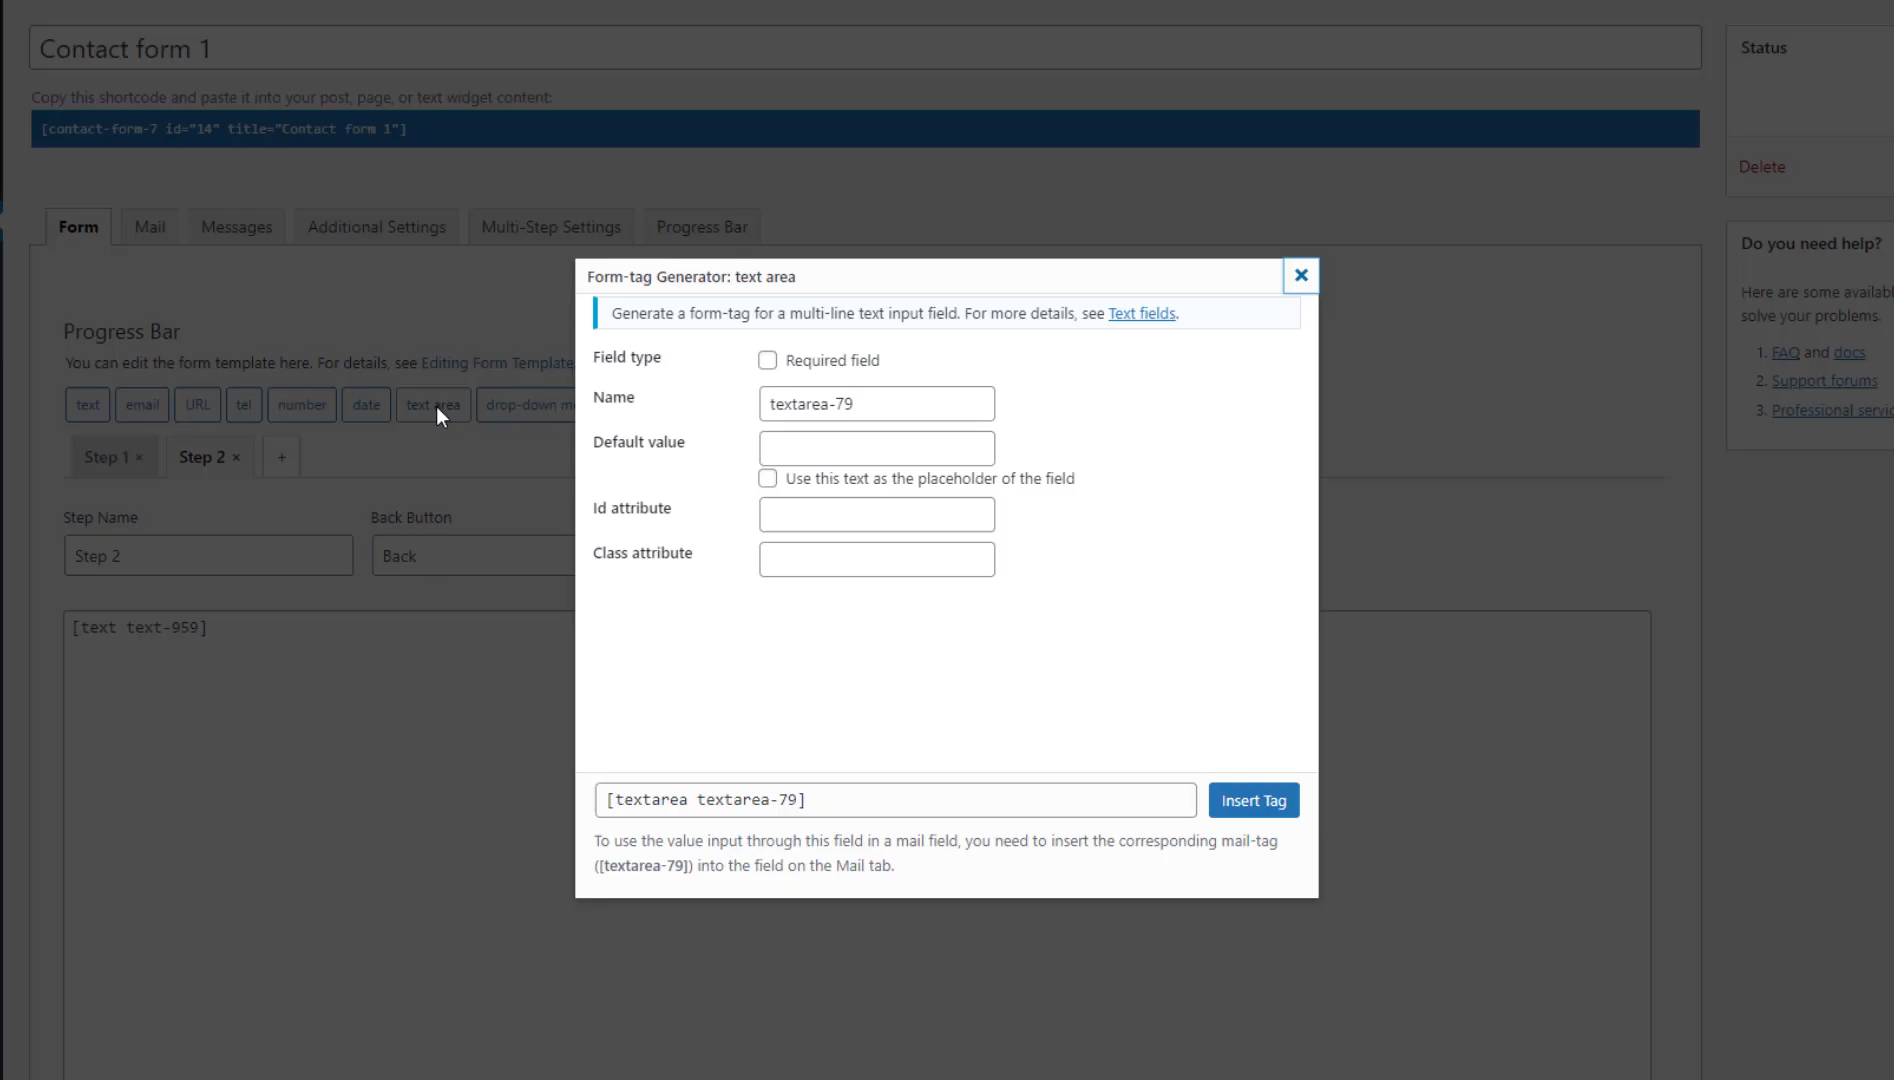 Contact form 1
Copy this shortcode and paste it into your post, page, or text widget content:
[contact-form-7 id="14" title="Contact form 1"]
Form
Mail
Messages
Additional Settings
Multi-Step Settings
Progress Bar
Status
Delete
Do you need help?
Here are some availabl
solve your problems.
1. FAQ and docs
2. Support forums
3. Professional servic
Progress Bar
You can edit the form template here. For details, see Editing Form Template.
text
email
URL
tel
number
date
text area
drop-down m
Step 1 ×
Step 2 ×
+
Step Name
Back Button
Step 2
Back
[text text-959]
Form-tag Generator: text area
Generate a form-tag for a multi-line text input field. For more details, see Text fields.
Field type
Required field
Name
textarea-79
Default value
Use this text as the placeholder of the field
Id attribute
Class attribute
[textarea textarea-79]
Insert Tag
To use the value input through this field in a mail field, you need to insert the corresponding mail-tag
([textarea-79]) into the field on the Mail tab.